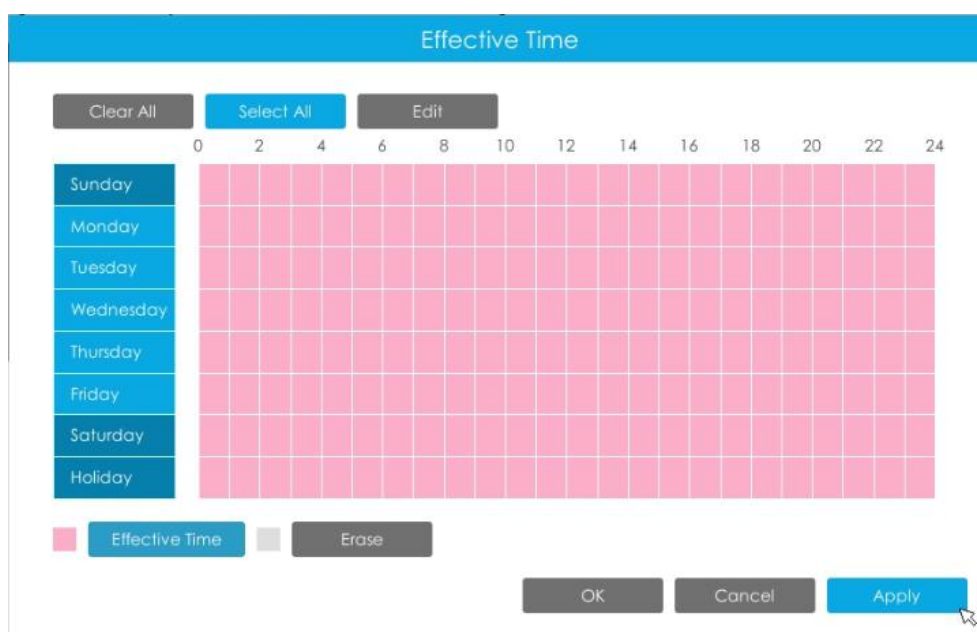 Effective Time
Clear All Select All Edit
0 2 4 6 8 10 12 14 16 18 20 22 24
Sunday
Monday
Tuesday
Wednesday
Thursday
Friday
Saturday
Holiday
Effective Time Erase
OK Cancel Apply